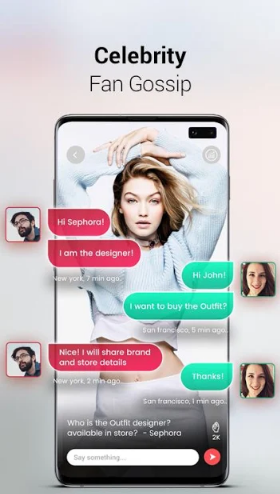 Celebrity
Fan Gossip
Hi Sephora!
I am the designer!
New york, 7 min ago..
Hi John!
I want to buy the Outfit?
San francisco, 5 min ago..
Nice! I will share brand
and store details
New york, 2 min ago..
Thanks!
San francisco, 1 min ago..
Who is the Outfit designer?
available in store? - Sephora
2K
Say something...